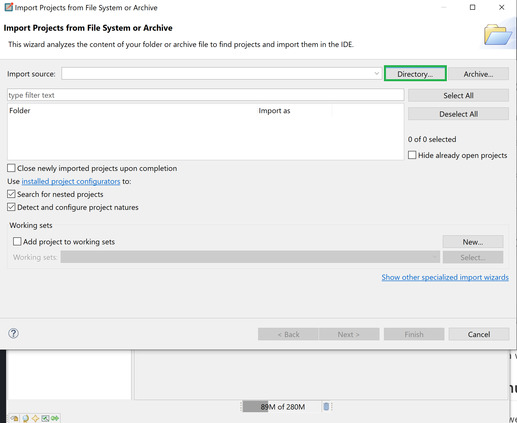 Import Projects from File System or Archive
Import Projects from File System or Archive
This wizard analyzes the content of your folder or archive file to find projects and import them in the IDE.
Import source: Directory... Archive...
type filter text Select All
Folder Import as
Deselect All
0 of 0 selected
Hide already open projects
Close newly imported projects upon completion
Use installed project configurators to:
Search for nested projects
Detect and configure project natures
Working sets
Add project to working sets New...
Working sets: Select...
Show other specialized import wizards
? < Back Next > Finish Cancel
89M of 280M